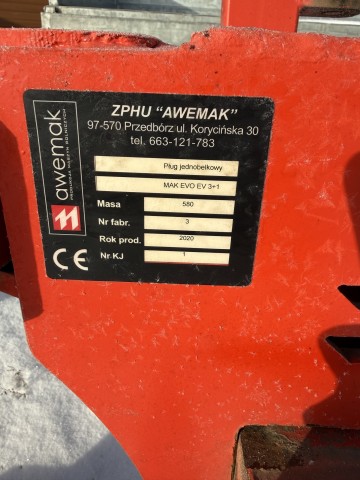 ZPHU "AWEMAK"
97-570 Przedbórz ul. Korycińska 30
tel. 663-121-783
Pług jednobelkowy
MAK EVO EV 3+1
Masa 580
Nr fabr. 3
Rok prod. 2020
Nr KJ 1
awemak
CE